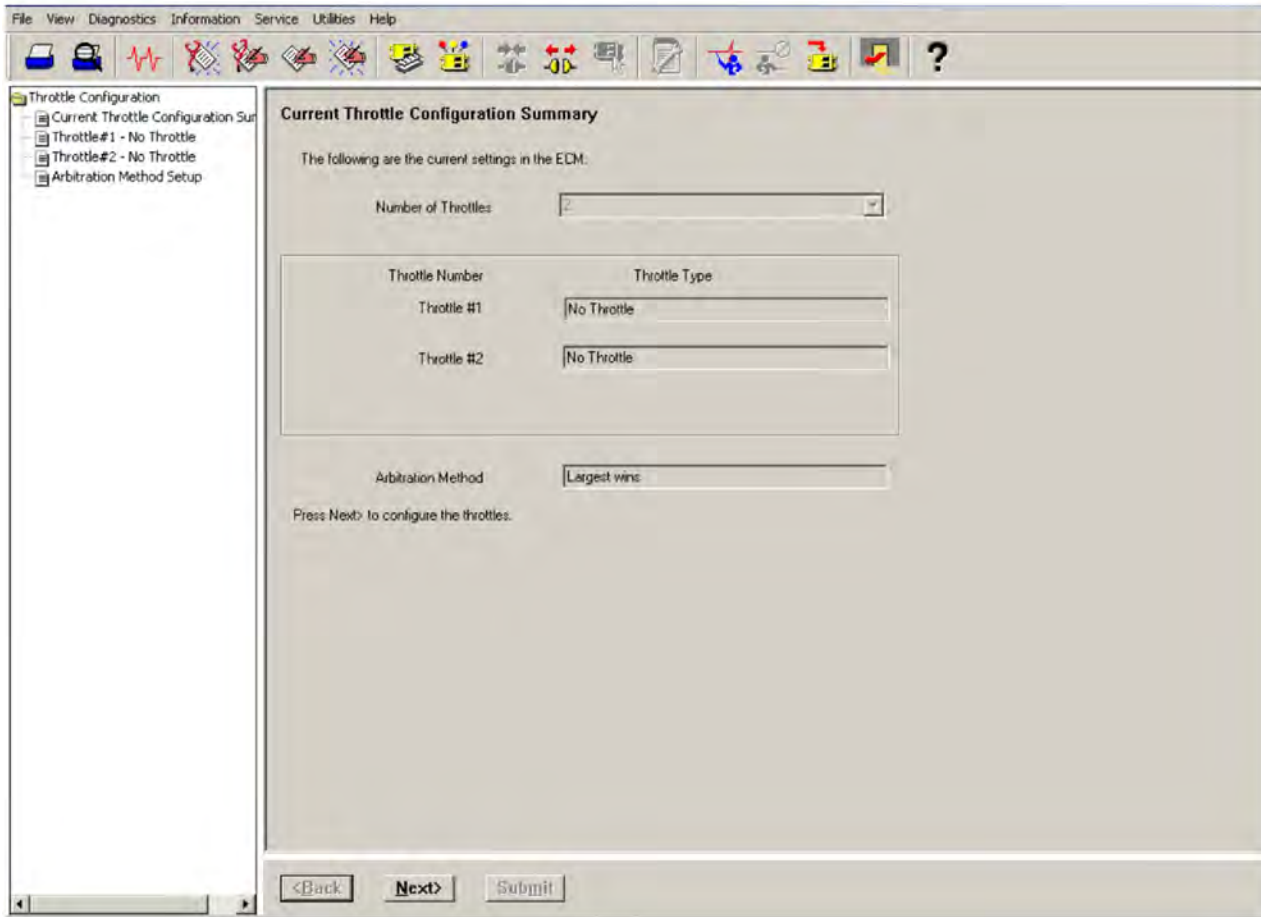 File View Diagnostics Information Service Utilities Help
?
Throttle Configuration
Current Throttle Configuration Sur
Throttle#1 - No Throttle
Throttle#2 - No Throttle
Arbitration Method Setup
Current Throttle Configuration Summary
The following are the current settings in the ECM.
Number of Throttles 2
Throttle Number Throttle Type
Throttle #1 No Throttle
Throttle #2 No Throttle
Arbitration Method Largest wins
Press Next> to configure the throttles.
<Back Next> Submit